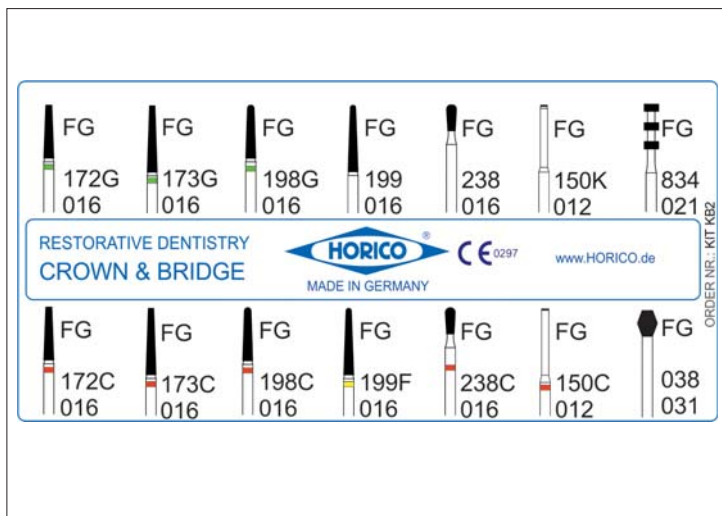 FG
172G
016
FG
173G
016
FG
198G
016
FG
199
016
FG
238
016
FG
150K
012
FG
834
021
RESTORATIVE DENTISTRY
CROWN & BRIDGE
HORICO®
MADE IN GERMANY
CE 0297
www.HORICO.de
ORDER NR.: KIT KB2
FG
172C
016
FG
173C
016
FG
198C
016
FG
199F
016
FG
238C
016
FG
150C
012
FG
038
031